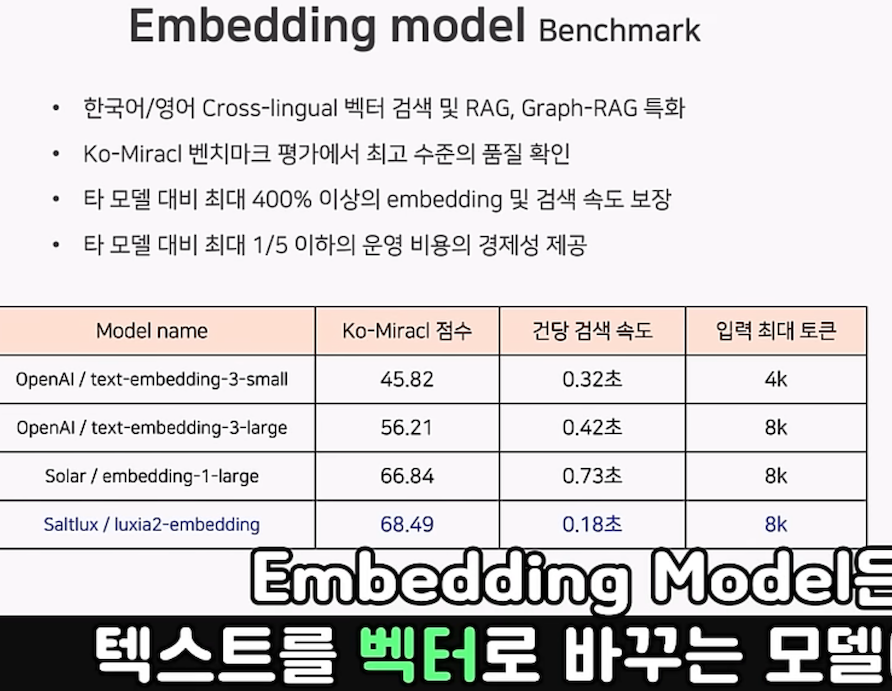 Embedding model Benchmark
• 한국어/영어 Cross-lingual 벡터 검색 및 RAG, Graph-RAG 특화
• Ko-Miracl 벤치마크 평가에서 최고 수준의 품질 확인
• 타 모델 대비 최대 400% 이상의 embedding 및 검색 속도 보장
• 타 모델 대비 최대 1/5 이하의 운영 비용의 경제성 제공
Model name Ko-Miracl 점수 건당 검색 속도 입력 최대 토큰
OpenAI / text-embedding-3-small 45.82 0.32초 4k
OpenAI / text-embedding-3-large 56.21 0.42초 8k
Solar / embedding-1-large 66.84 0.73초 8k
Saltlux / luxia2-embedding 68.49 0.18초 8k
Embedding Model은
텍스트를 벡터로 바꾸는 모델